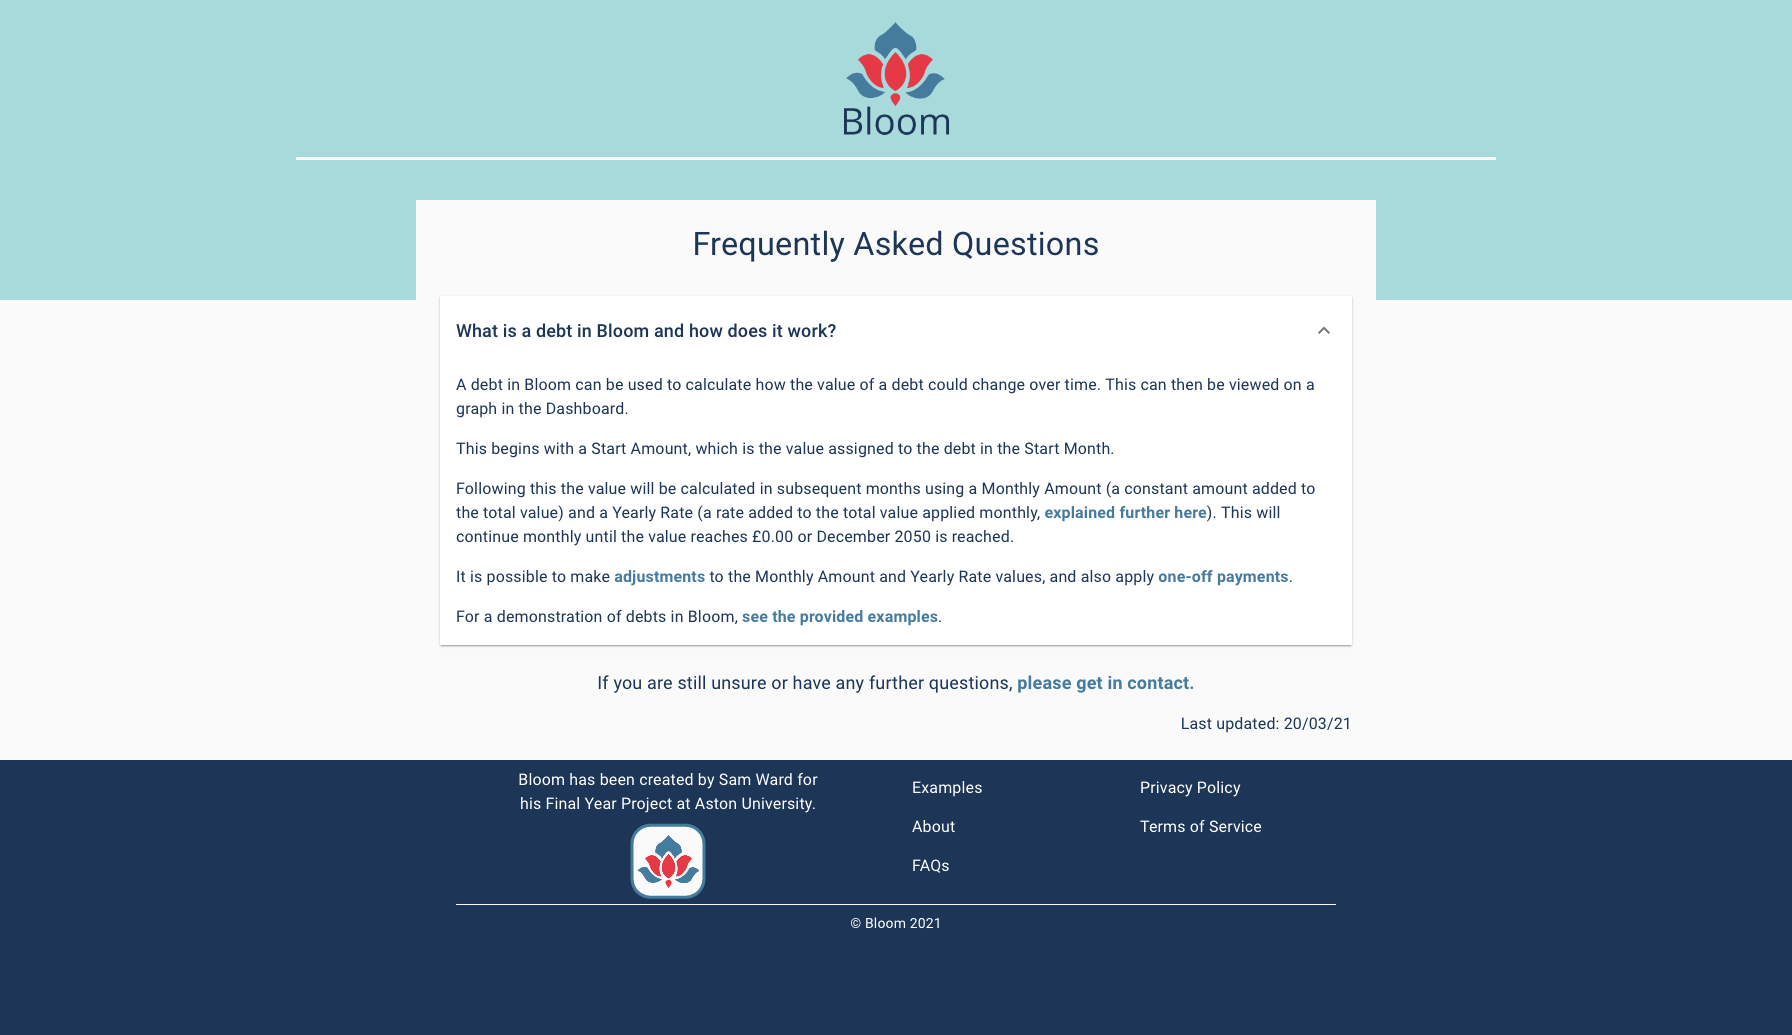 Bloom
Frequently Asked Questions
What is a debt in Bloom and how does it work?
A debt in Bloom can be used to calculate how the value of a debt could change over time. This can then be viewed on a
graph in the Dashboard.
This begins with a Start Amount, which is the value assigned to the debt in the Start Month.
Following this the value will be calculated in subsequent months using a Monthly Amount (a constant amount added to
the total value) and a Yearly Rate (a rate added to the total value applied monthly, explained further here). This will
continue monthly until the value reaches £0.00 or December 2050 is reached.
It is possible to make adjustments to the Monthly Amount and Yearly Rate values, and also apply one-off payments.
For a demonstration of debts in Bloom, see the provided examples.
If you are still unsure or have any further questions, please get in contact.
Last updated: 20/03/21
Bloom has been created by Sam Ward for
his Final Year Project at Aston University.
Examples
About
FAQs
Privacy Policy
Terms of Service
© Bloom 2021